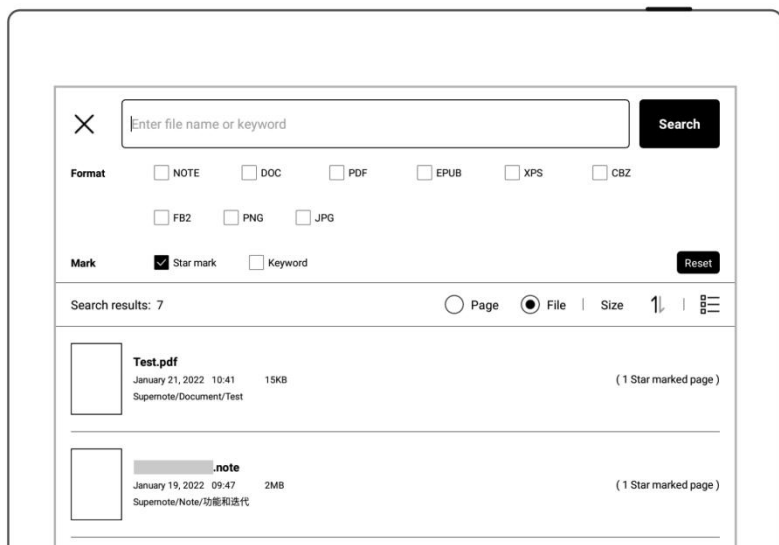 Enter file name or keyword Search
Format NOTE DOC PDF EPUB XPS CBZ
FB2 PNG JPG
Mark Star mark Keyword Reset
Search results: 7 Page File Size
Test.pdf
January 21, 2022 10:41 15KB ( 1 Star marked page )
Supernote/Document/Test
.note
January 19, 2022 09:47 2MB ( 1 Star marked page )
Supernote/Note/功能和迭代